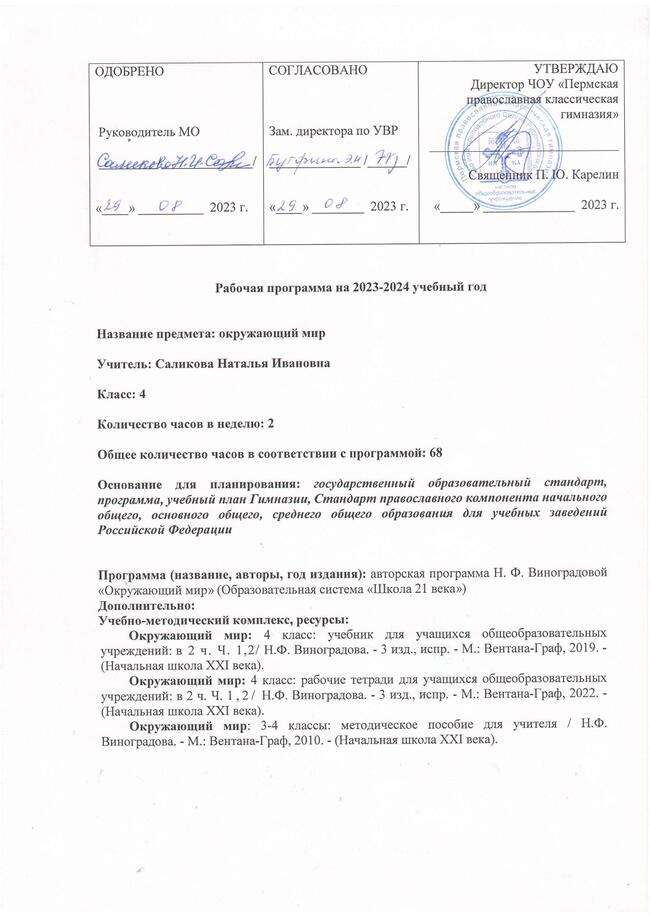 ОДОБРЕНО
Руководитель МО
Саликова Н.И.
«29» 08 2023 г.
СОГЛАСОВАНО
Зам. директора по УВР
«29» 08 2023 г.
УТВЕРЖДАЮ
Директор ЧОУ «Пермская
православная классическая
гимназия»
Священник П. Ю. Карелин
«_____» ______________ 2023 г.
Рабочая программа на 2023-2024 учебный год
Название предмета: окружающий мир
Учитель: Саликова Наталья Ивановна
Класс: 4
Количество часов в неделю: 2
Общее количество часов в соответствии с программой: 68
Основание для планирования: государственный образовательный стандарт,
программа, учебный план Гимназии, Стандарт православного компонента начального
общего, основного общего, среднего общего образования для учебных заведений
Российской Федерации
Программа (название, авторы, год издания): авторская программа Н. Ф. Виноградовой
«Окружающий мир» (Образовательная система «Школа 21 века»)
Дополнительно:
Учебно-методический комплекс, ресурсы:
Окружающий мир: 4 класс: учебник для учащихся общеобразовательных
учреждений: в 2 ч. Ч. 1,2/ Н.Ф. Виноградова. - 3 изд., испр. - М.: Вентана-Граф, 2019. -
(Начальная школа XXI века).
Окружающий мир: 4 класс: рабочие тетради для учащихся общеобразовательных
учреждений: в 2 ч. Ч. 1 , 2 / Н.Ф. Виноградова. - 3 изд., испр. - М.: Вентана-Граф, 2022. -
(Начальная школа XXI века).
Окружающий мир: 3-4 классы: методическое пособие для учителя / Н.Ф.
Виноградова. - М.: Вентана-Граф, 2010. - (Начальная школа XXI века).